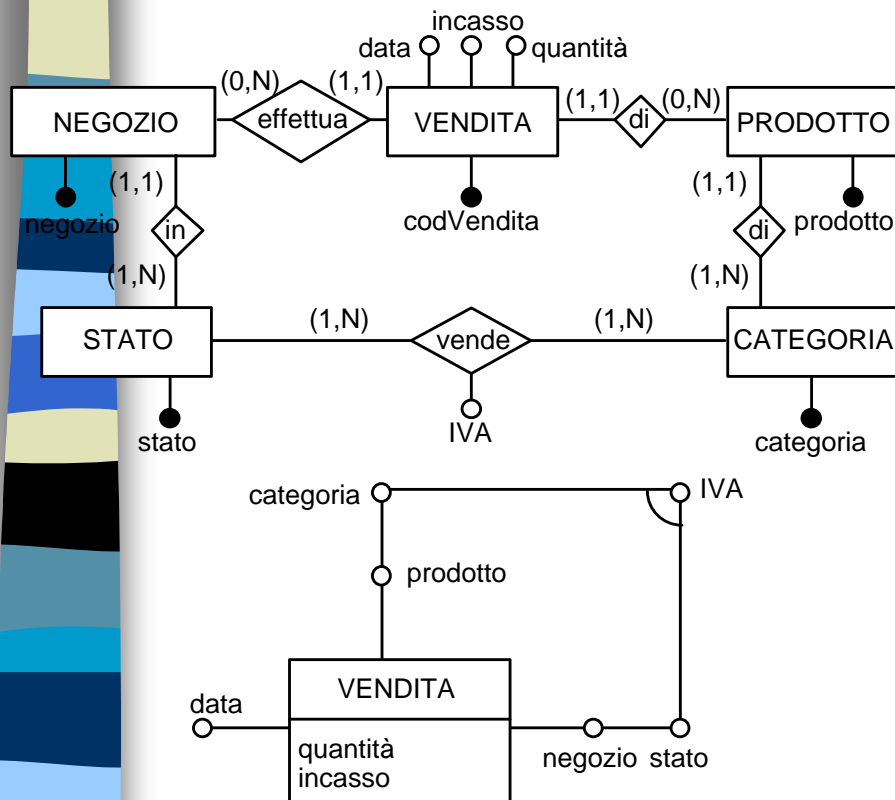 incasso
data quantità
(0,N) (1,1) (1,1) (0,N)
NEGOZIO effettua VENDITA di PRODOTTO
(1,1) (1,1)
negozio in codVendita di prodotto
(1,N) (1,N)
(1,N) (1,N)
STATO vende CATEGORIA
IVA
stato categoria
categoria IVA
prodotto
VENDITA
data
quantità
negozio stato
incasso